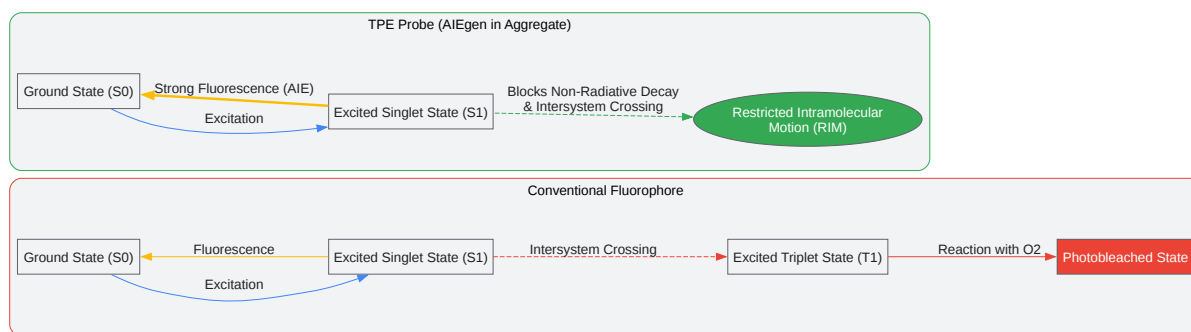 TPE Probe (AIEgen in Aggregate)
Ground State (S0)
Strong Fluorescence (AIE)
Excitation
Excited Singlet State (S1)
Blocks Non-Radiative Decay
& Intersystem Crossing
Restricted Intramolecular
Motion (RIM)
Conventional Fluorophore
Ground State (S0)
Fluorescence
Excitation
Excited Singlet State (S1)
Intersystem Crossing
Excited Triplet State (T1)
Reaction with O2
Photobleached State